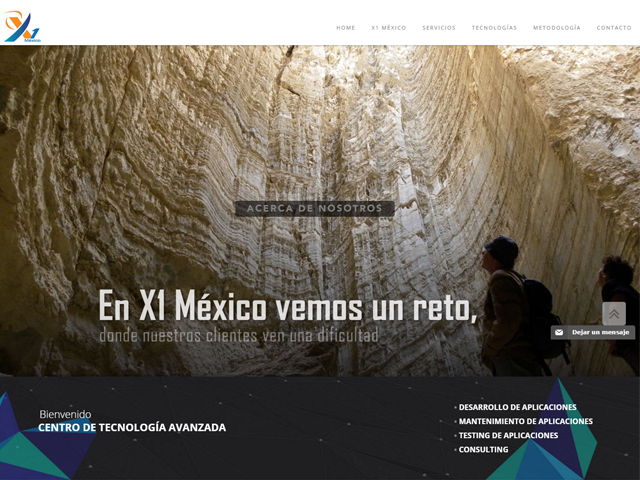 X1
México
HOME X1 MÉXICO SERVICIOS TECNOLOGÍAS METODOLOGÍA CONTACTO
ACERCA DE NOSOTROS
En X1 México vemos un reto,
donde nuestros clientes ven una dificultad
Dejar un mensaje
Bienvenido
CENTRO DE TECNOLOGÍA AVANZADA
DESARROLLO DE APLICACIONES
MANTENIMIENTO DE APLICACIONES
TESTING DE APLICACIONES
CONSULTING